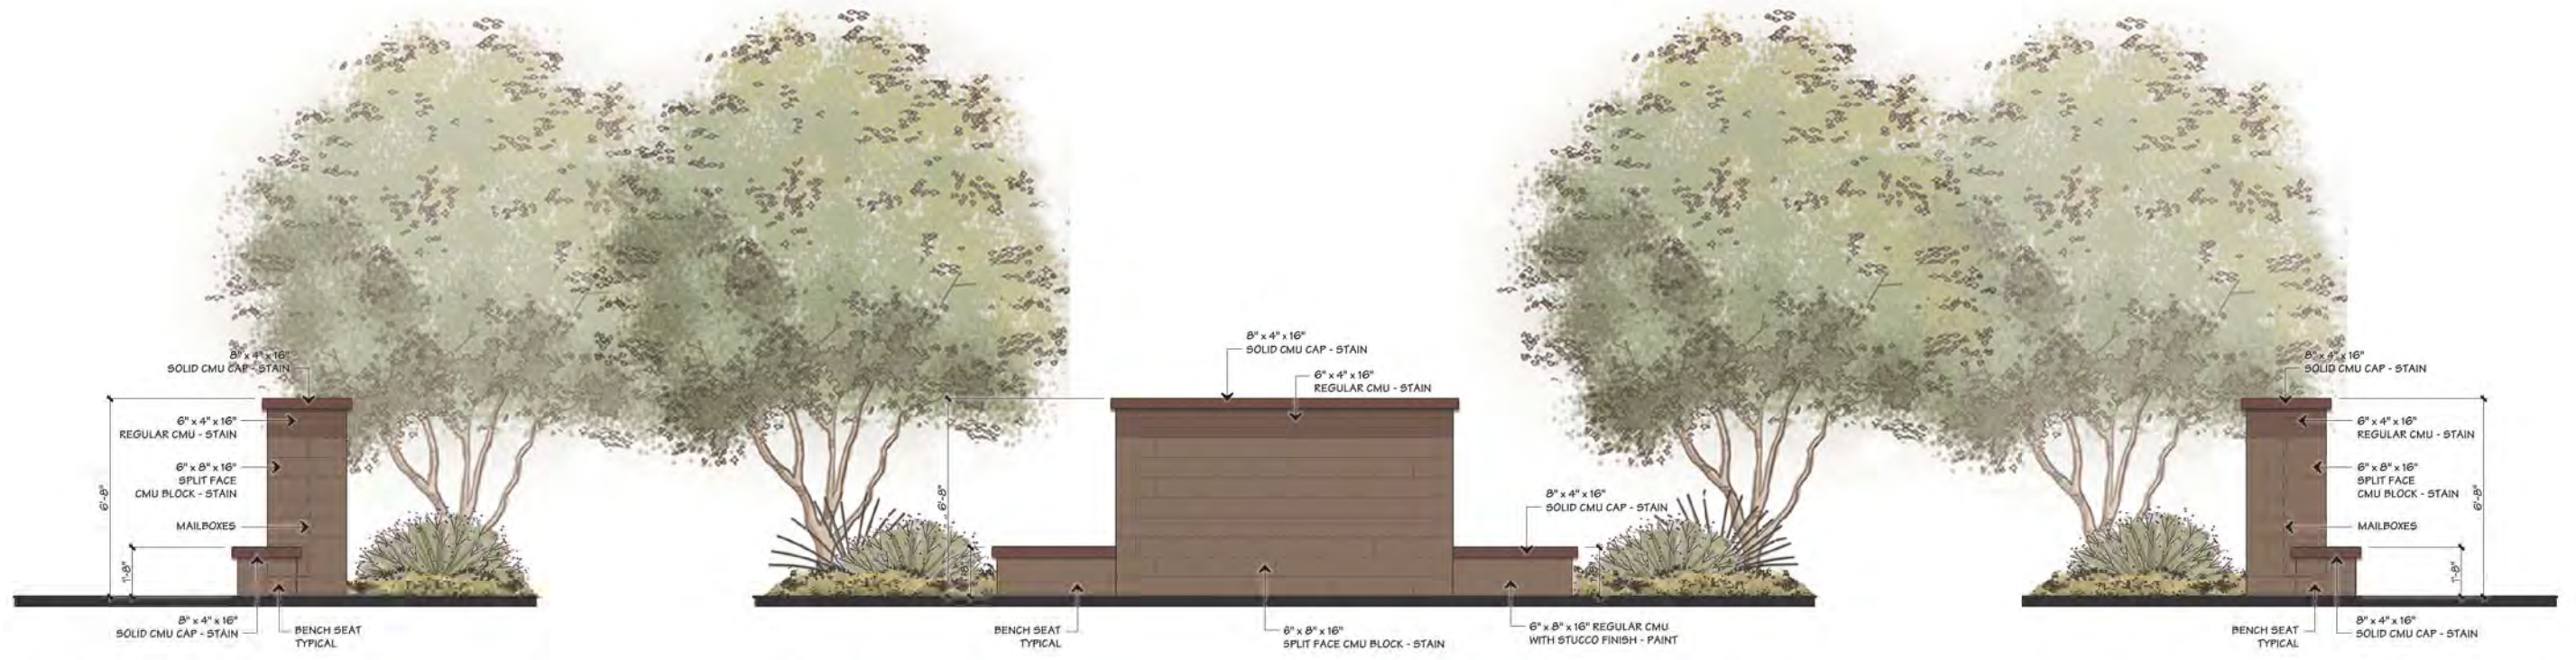 8" x 4" x 16"
SOLID CMU CAP - STAIN
6" x 4" x 16"
REGULAR CMU - STAIN
6" x 8" x 16"
SPLIT FACE
CMU BLOCK - STAIN
MAILBOXES
6'-8"
1'-8"
8" x 4" x 16"
SOLID CMU CAP - STAIN
BENCH SEAT
TYPICAL
8" x 4" x 16"
SOLID CMU CAP - STAIN
6" x 4" x 16"
REGULAR CMU - STAIN
6'-8"
8" x 4" x 16"
SOLID CMU CAP - STAIN
BENCH SEAT
TYPICAL
6" x 8" x 16"
SPLIT FACE CMU BLOCK - STAIN
6" x 8" x 16" REGULAR CMU
WITH STUCCO FINISH - PAINT
8" x 4" x 16"
SOLID CMU CAP - STAIN
6" x 4" x 16"
REGULAR CMU - STAIN
6" x 8" x 16"
SPLIT FACE
CMU BLOCK - STAIN
MAILBOXES
6'-8"
1'-8"
BENCH SEAT
TYPICAL
8" x 4" x 16"
SOLID CMU CAP - STAIN